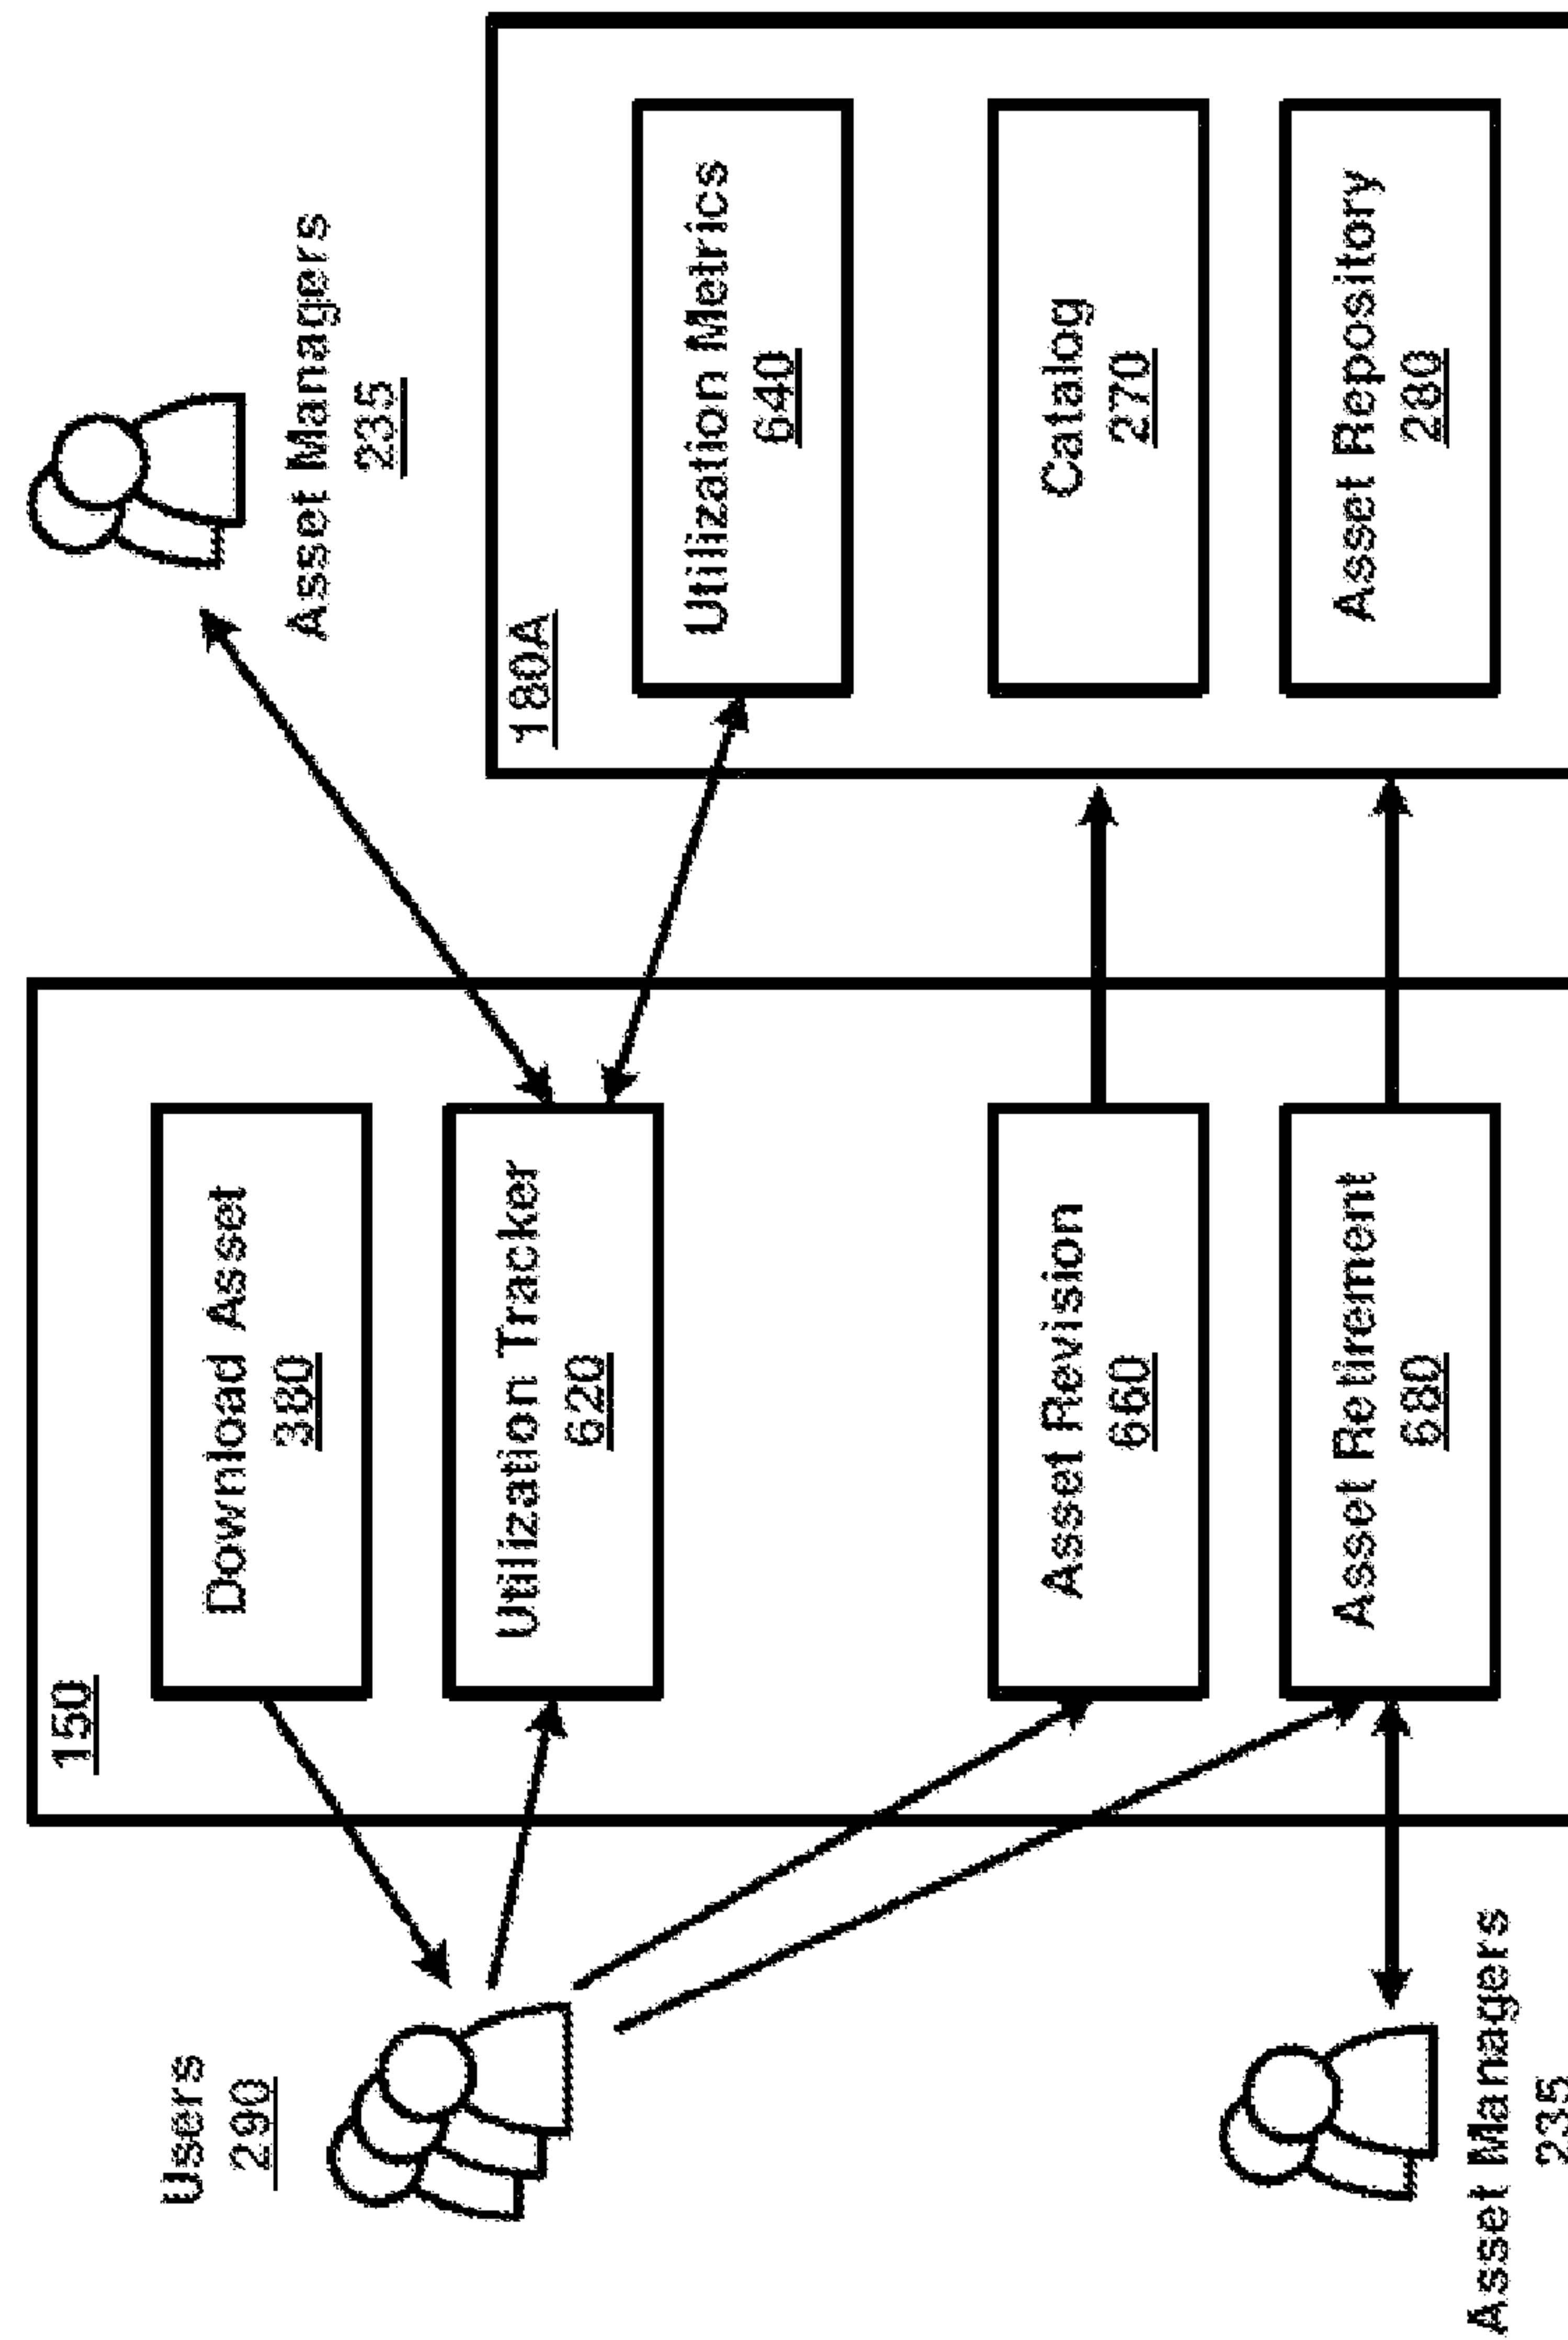 Users
290
150
Download Asset
380
Utilization Tracker
620
Asset Revision
660
Asset Retirement
680
Asset Managers
235
Asset Managers
235
180A
Utilization Metrics
640
Catalog
270
Asset Repository
280